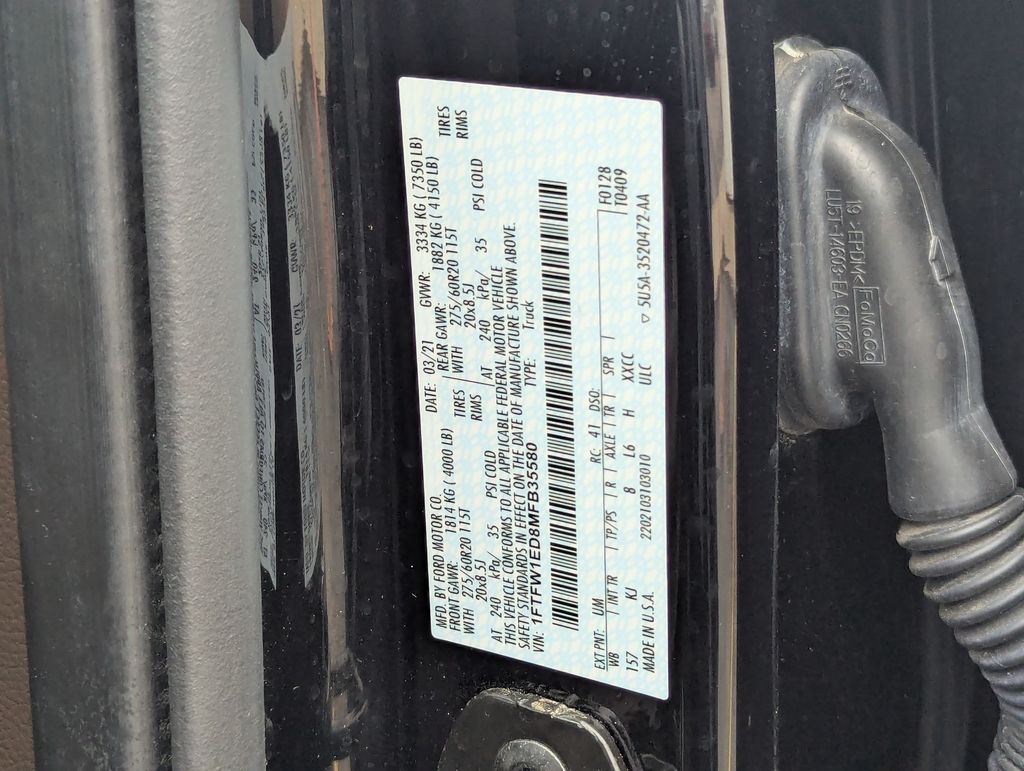 MFD. BY FORD MOTOR CO.
DATE: 03/21 GVWR: 3334 KG ( 7350 LB)
FRONT GAWR: 1814 KG ( 4000 LB) REAR GAWR: 1882 KG ( 4150 LB)
WITH 275/60R20 115T TIRES WITH 275/60R20 115T TIRES
20x8.5J RIMS 20x8.5J RIMS
AT 240 kPa/ 35 PSI COLD AT 240 kPa/ 35 PSI COLD
THIS VEHICLE CONFORMS TO ALL APPLICABLE FEDERAL MOTOR VEHICLE
SAFETY STANDARDS IN EFFECT ON THE DATE OF MANUFACTURE SHOWN ABOVE.
VIN: 1FTFW1ED8MFB35580 TYPE: Truck
EXT PNT: UM RC: 41 DSO: F0128
WB INT TR TP/PS R AXLE TR SPR T0409
157 KJ 8 L6 H XXCC
MADE IN U.S.A. 2202103103010 ULC ▽ 5U5A-3520472-AA
19 >EPDM< FoMoCo
LU5T-14603-EA